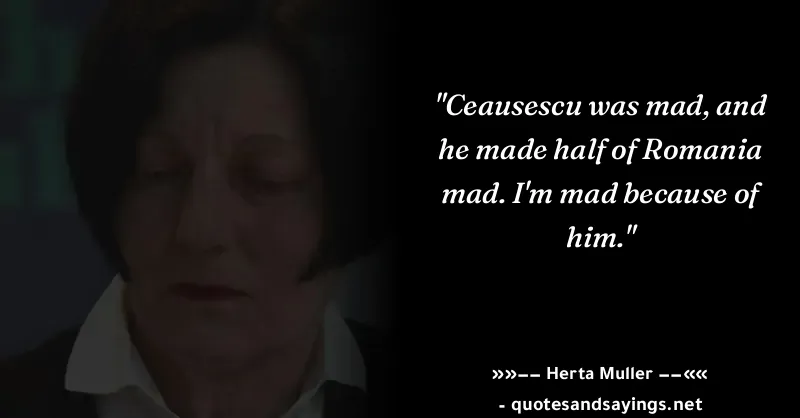 "Ceausescu was mad, and
he made half of Romania
mad. I'm mad because of
him."
»»–– Herta Muller ––««
- quotesandsayings.net